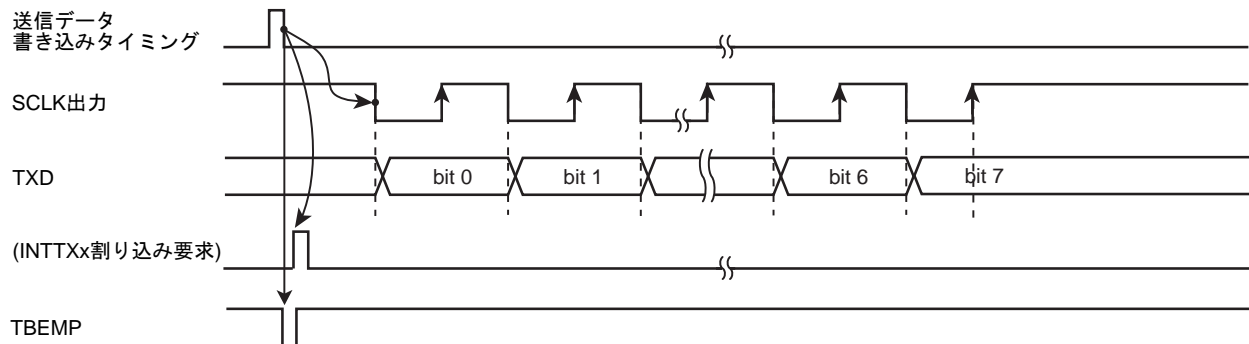 送信データ
書き込みタイミング
SCLK出力
TXD
bit 0
bit 1
bit 6
bit 7
(INTTXx割り込み要求)
TBEMP